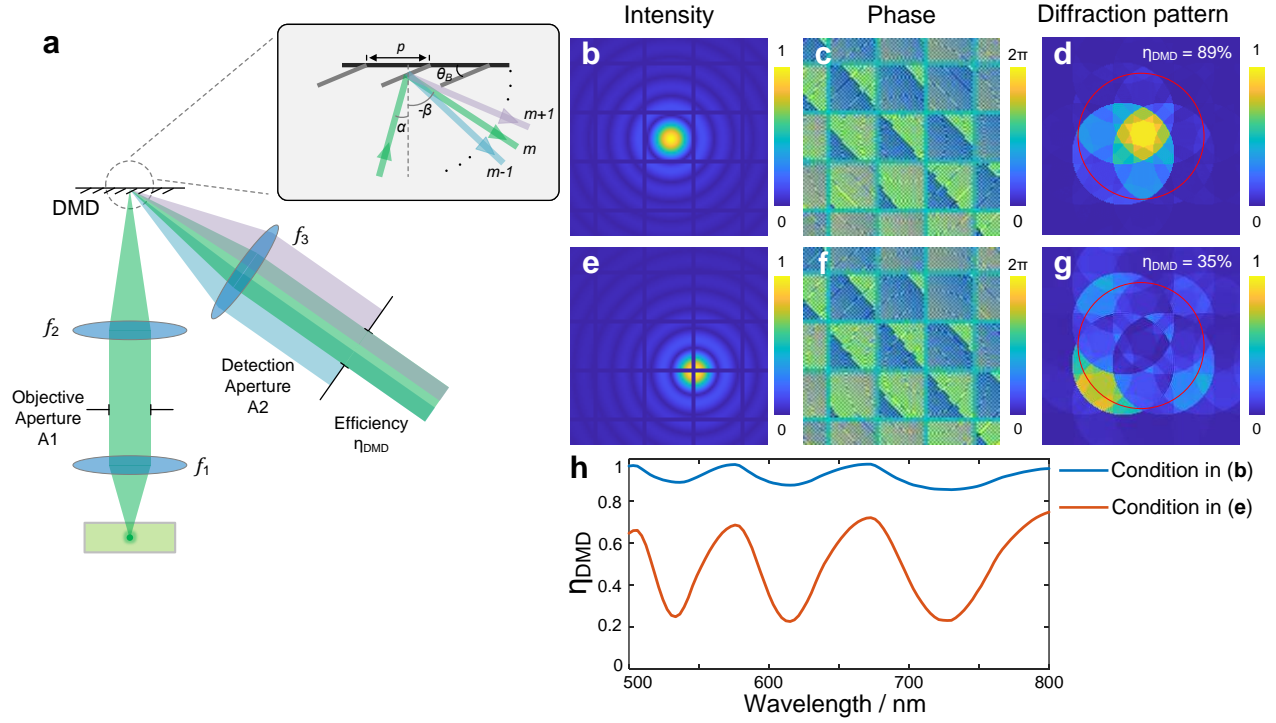 a
p
θB
α
-β
m+1
m
m-1
DMD
f3
f2
Objective
Aperture
A1
Detection
Aperture
A2
Efficiency
ηDMD
f1
Intensity
Phase
Diffraction pattern
b
1
0
c
2π
0
d
ηDMD = 89%
1
0
e
1
0
f
2π
0
g
ηDMD = 35%
1
0
h
ηDMD
1
0.8
0.6
0.4
0.2
0
500
600
700
800
Wavelength / nm
Condition in (b)
Condition in (e)